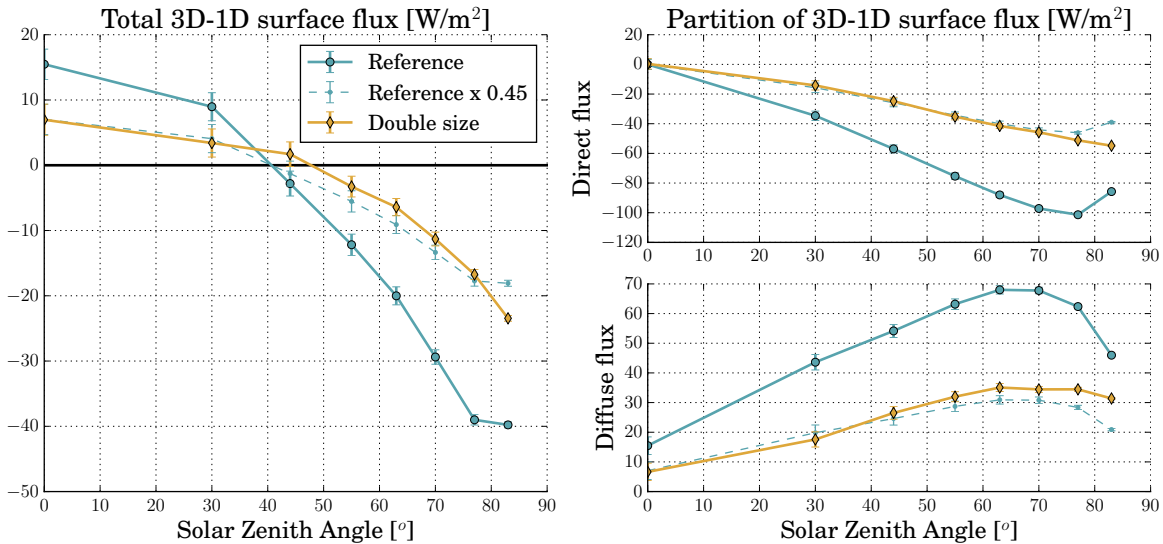 Total 3D-1D surface flux [W/m²]
20
10
0
−10
−20
−30
−40
−50
0 10 20 30 40 50 60 70 80 90
Solar Zenith Angle [°]
Reference
Reference x 0.45
Double size
Partition of 3D-1D surface flux [W/m²]
Direct flux
20
0
−20
−40
−60
−80
−100
−120
0 10 20 30 40 50 60 70 80 90
Diffuse flux
70
60
50
40
30
20
10
0
0 10 20 30 40 50 60 70 80 90
Solar Zenith Angle [°]